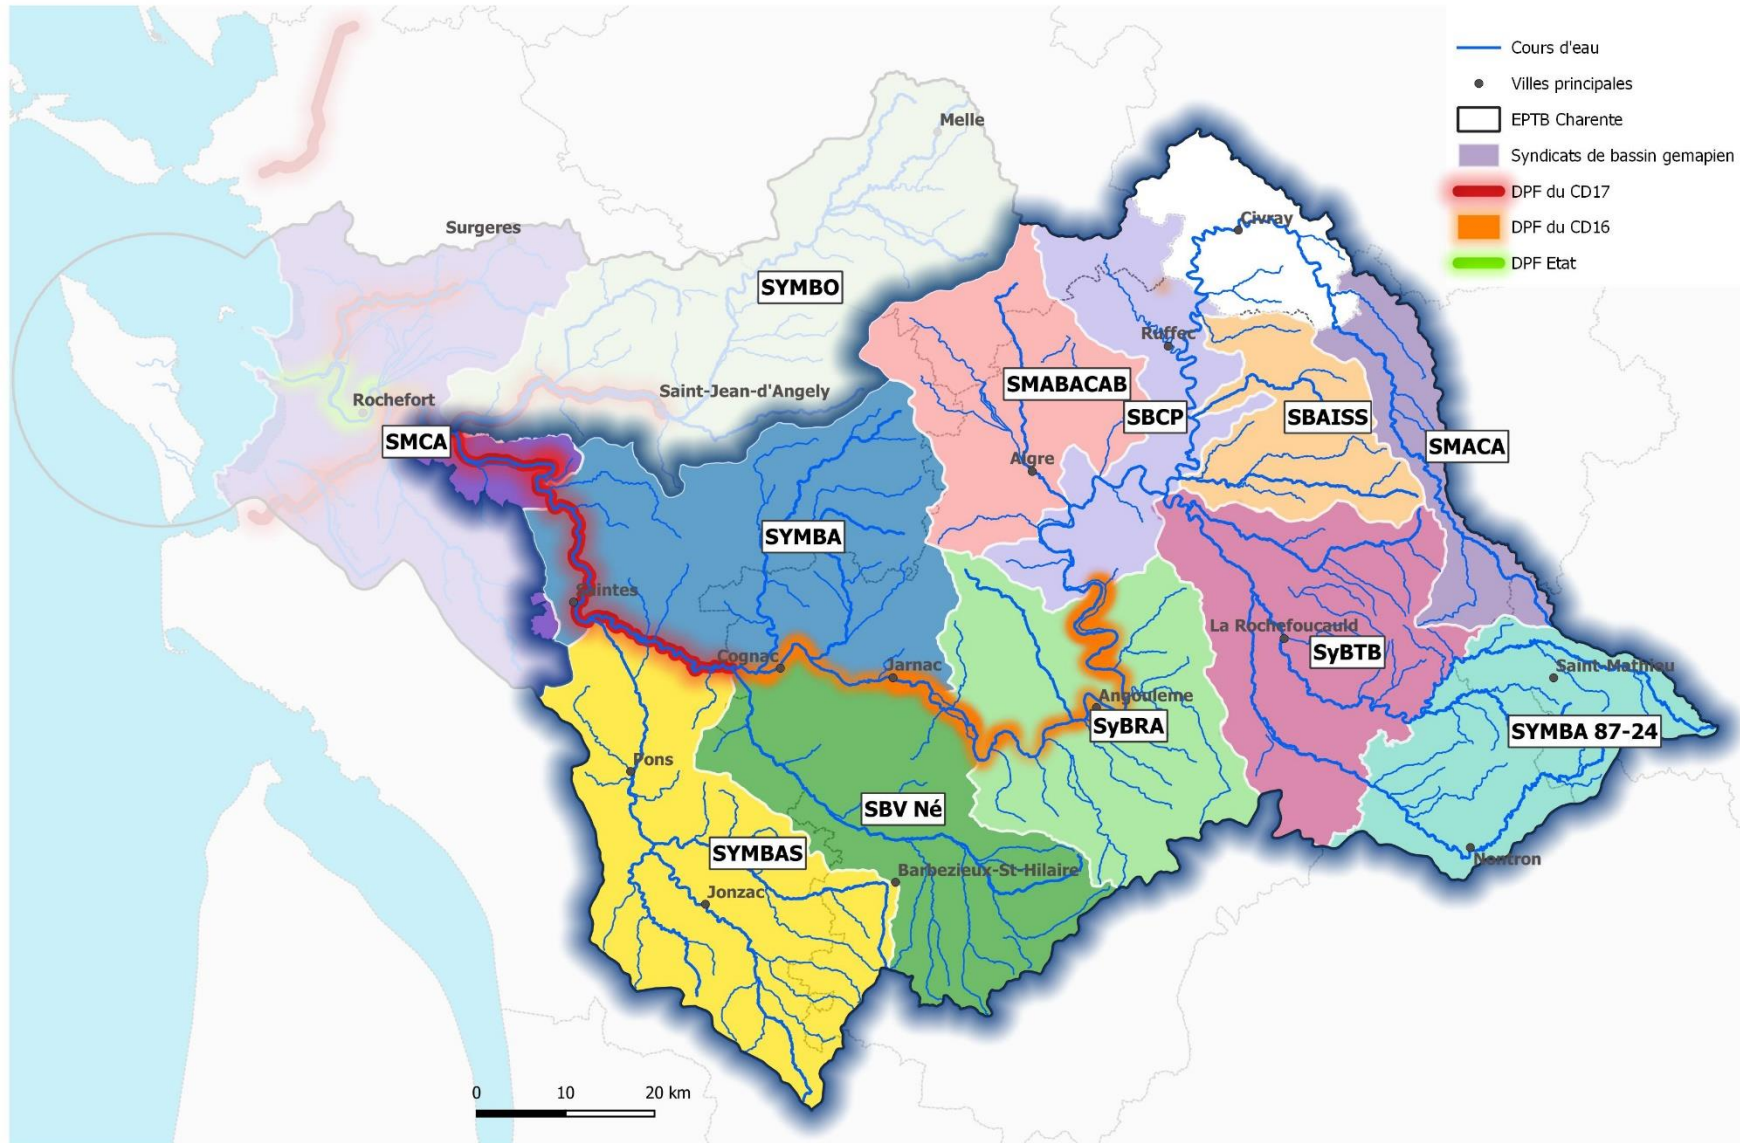 Cours d'eau
Villes principales
EPTB Charente
Syndicats de bassin gemapien
DPF du CD17
DPF du CD16
DPF Etat
Melle
Surgeres
Civray
SYMBO
Ruffec
Saint-Jean-d'Angely
SMABACAB
Rochefort
SBCP
SBAISS
SMCA
SMACA
Aigre
SYMBA
Saintes
La Rochefoucauld
SyBTB
Cognac
Jarnac
Saint-Mathieu
Angouleme
SyBRA
SYMBA 87-24
Pons
SBV Né
SYMBAS
Nontron
Barbezieux-St-Hilaire
Jonzac
0 10 20 km